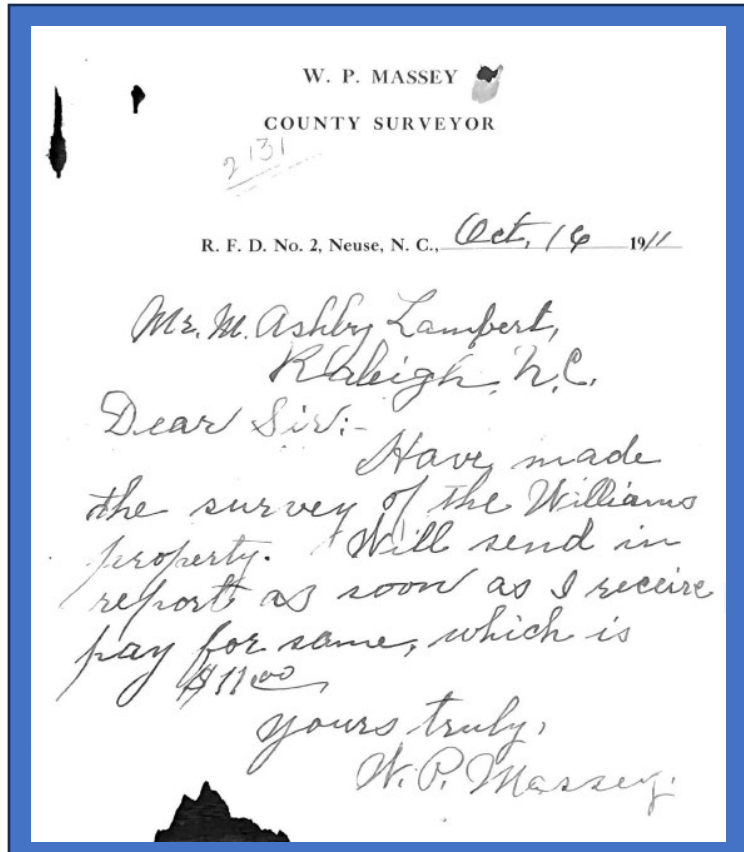 W. P. MASSEY
COUNTY SURVEYOR
2131
R. F. D. No. 2, Neuse, N. C., Oct. 16 1911
Mr. M. Ashby Lambert,
Raleigh, N.C.
Dear Sir:-
Have made
the survey of the Williams
property. Will send in
report as soon as I receive
pay for same, which is
$11.00
Yours truly,
W. P. Massey.